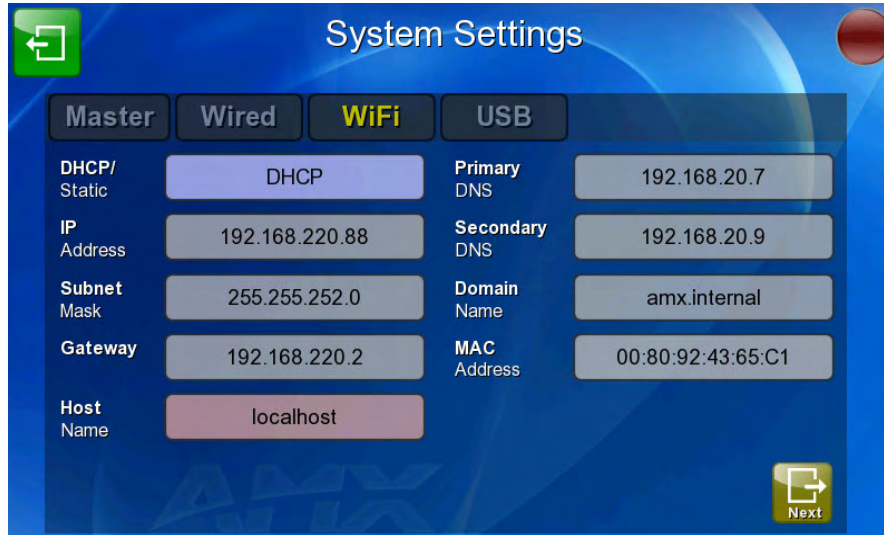 System Settings
Master Wired WiFi USB
DHCP/
Static
DHCP
Primary
DNS
192.168.20.7
IP
Address
192.168.220.88
Secondary
DNS
192.168.20.9
Subnet
Mask
255.255.252.0
Domain
Name
amx.internal
Gateway
192.168.220.2
MAC
Address
00:80:92:43:65:C1
Host
Name
localhost
AMX
Next